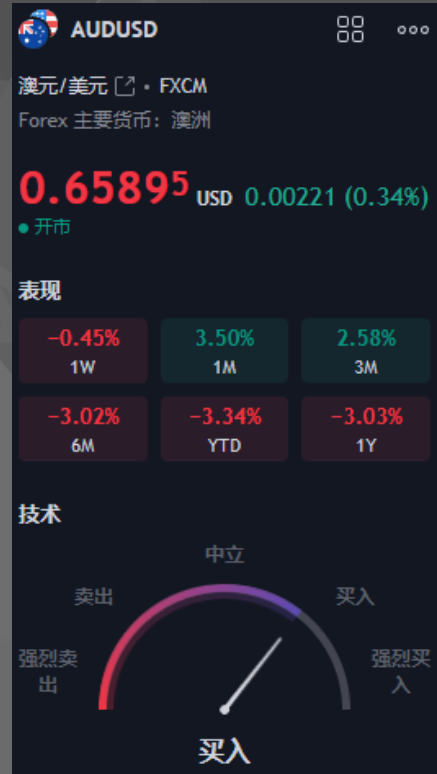 AUDUSD
澳元/美元 • FXCM
Forex 主要货币：澳洲
0.65895 USD 0.00221 (0.34%)
开市
表现
−0.45% 3.50% 2.58%
1W 1M 3M
−3.02% −3.34% −3.03%
6M YTD 1Y
技术
中立
卖出 买入
强烈卖 强烈买
出 入
买入